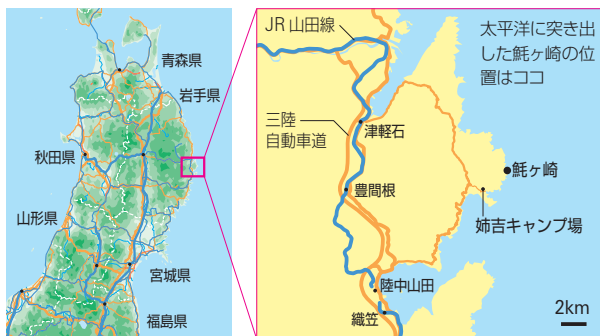 青森県
岩手県
秋田県
山形県
宮城県
福島県
JR 山田線
太平洋に突き出
した魹ヶ崎の位
置はココ
三陸
自動車道
津軽石
魹ヶ崎
豊間根
姉吉キャンプ場
陸中山田
織笠
2km